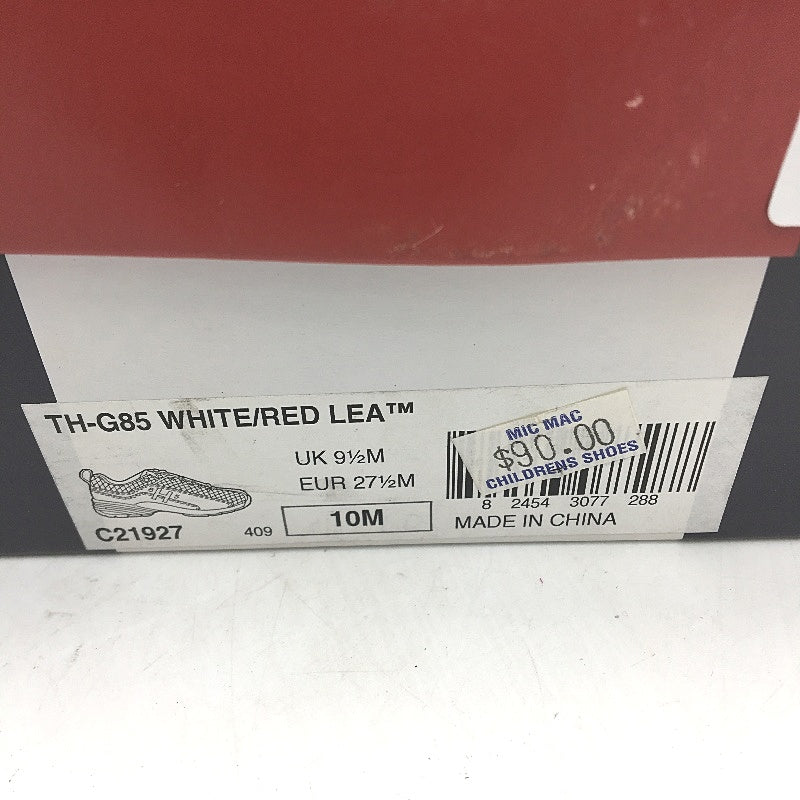 TH-G85 WHITE/RED LEA™
UK 9½M
EUR 27½M
C21927
409
10M
MIC MAC
$90.00
CHILDRENS SHOES
8 2454 3077 288
MADE IN CHINA